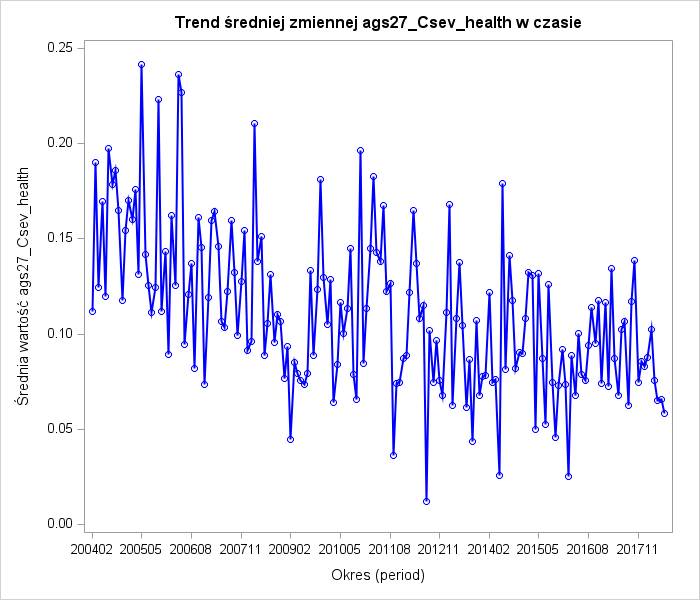 Trend średniej zmiennej ags27_Csev_health w czasie
Średnia wartość ags27_Csev_health
0.25
0.20
0.15
0.10
0.05
0.00
200402 200505 200608 200711 200902 201005 201108 201211 201402 201505 201608 201711
Okres (period)